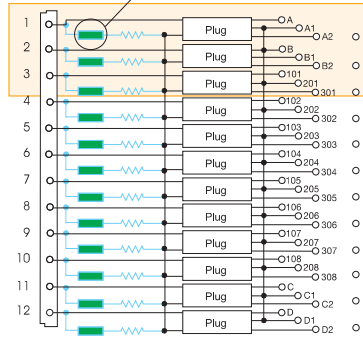 1 Plug A
A1
A2
2 Plug B
B1
B2
3 Plug 101
201
301
4 Plug 102
202
302
5 Plug 103
203
303
6 Plug 104
204
304
7 Plug 105
205
305
8 Plug 106
206
306
9 Plug 107
207
307
10 Plug 108
208
308
11 Plug C
C1
C2
12 Plug D
D1
D2